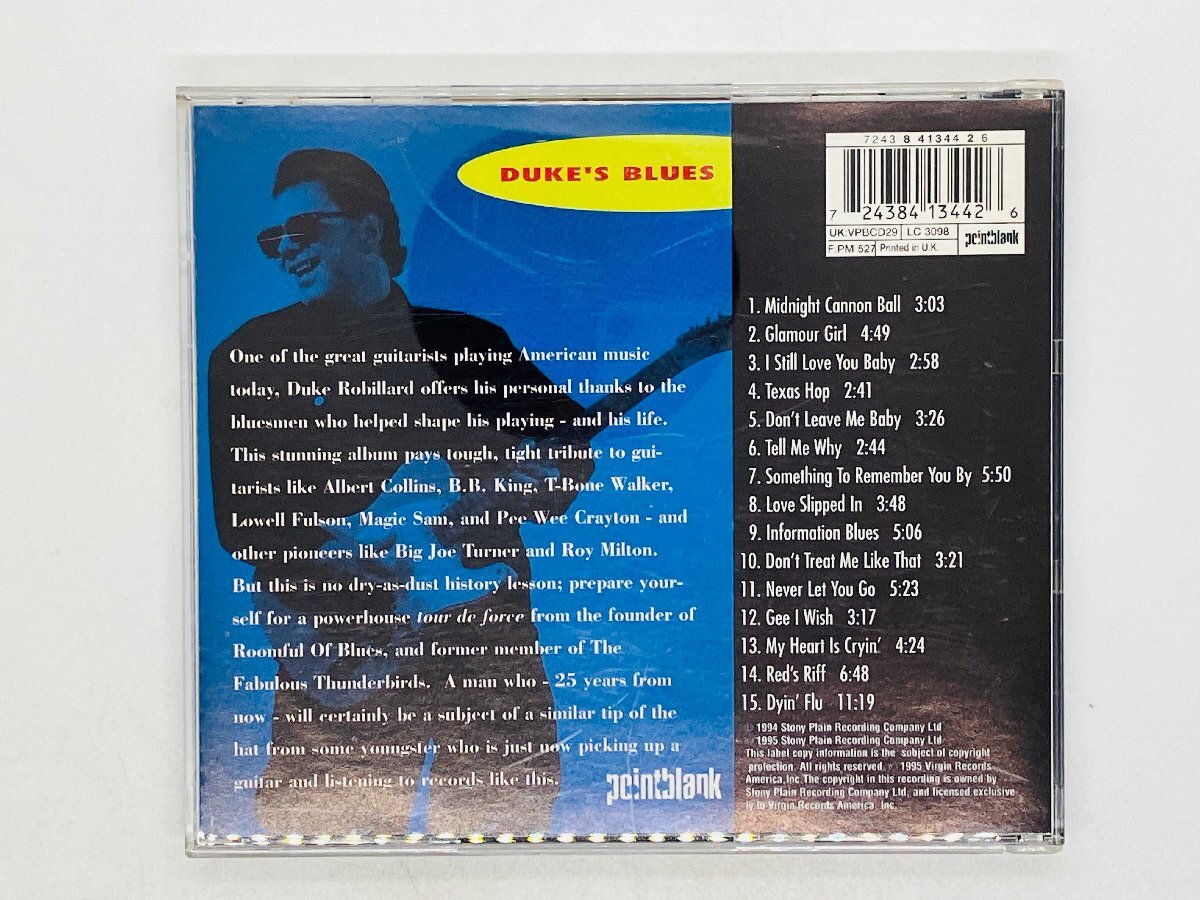 DUKE'S BLUES
One of the great guitarists playing American music
today, Duke Robillard offers his personal thanks to the
bluesmen who helped shape his playing - and his life.
This stunning album pays tough, tight tribute to gui-
tarists like Albert Collins, B.B. King, T-Bone Walker,
Lowell Fulson, Magic Sam, and Pee Wee Crayton - and
other pioneers like Big Joe Turner and Roy Milton.
But this is no dry-as-dust history lesson; prepare your-
self for a powerhouse tour de force from the founder of
Roomful Of Blues, and former member of The
Fabulous Thunderbirds. A man who - 25 years from
now - will certainly be a subject of a similar tip of the
hat from some youngster who is just now picking up a
guitar and listening to records like this.
pointblank
7243 8 41344 2 6
7 24384 13442 6
UK:VPBCD29 LC 3098
F:PM 527 Printed in U.K.
pointblank
1. Midnight Cannon Ball 3:03
2. Glamour Girl 4:49
3. I Still Love You Baby 2:58
4. Texas Hop 2:41
5. Don't Leave Me Baby 3:26
6. Tell Me Why 2:44
7. Something To Remember You By 5:50
8. Love Slipped In 3:48
9. Information Blues 5:06
10. Don't Treat Me Like That 3:21
11. Never Let You Go 5:23
12. Gee I Wish 3:17
13. My Heart Is Cryin' 4:24
14. Red's Riff 6:48
15. Dyin' Flu 11:19
1994 Stony Plain Recording Company Ltd
1995 Stony Plain Recording Company Ltd
This label copy information is the subject of copyright
protection. All rights reserved. 1995 Virgin Records
America,Inc.The copyright in this recording is owned by
Stony Plain Recording Company Ltd, and licensed exclusive
ly to Virgin Records America, Inc.